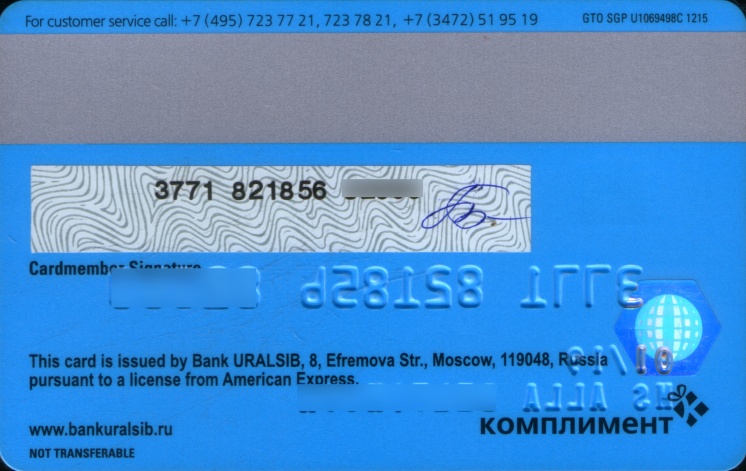 For customer service call: +7 (495) 723 77 21, 723 78 21, +7 (3472) 51 95 19
GTO SGP U1069498C 1215
3771 821856
Cardmember Signature
This card is issued by Bank URALSIB, 8, Efremova Str., Moscow, 119048, Russia
pursuant to a license from American Express.
www.bankuralsib.ru
КОМПЛИМЕНТ
NOT TRANSFERABLE